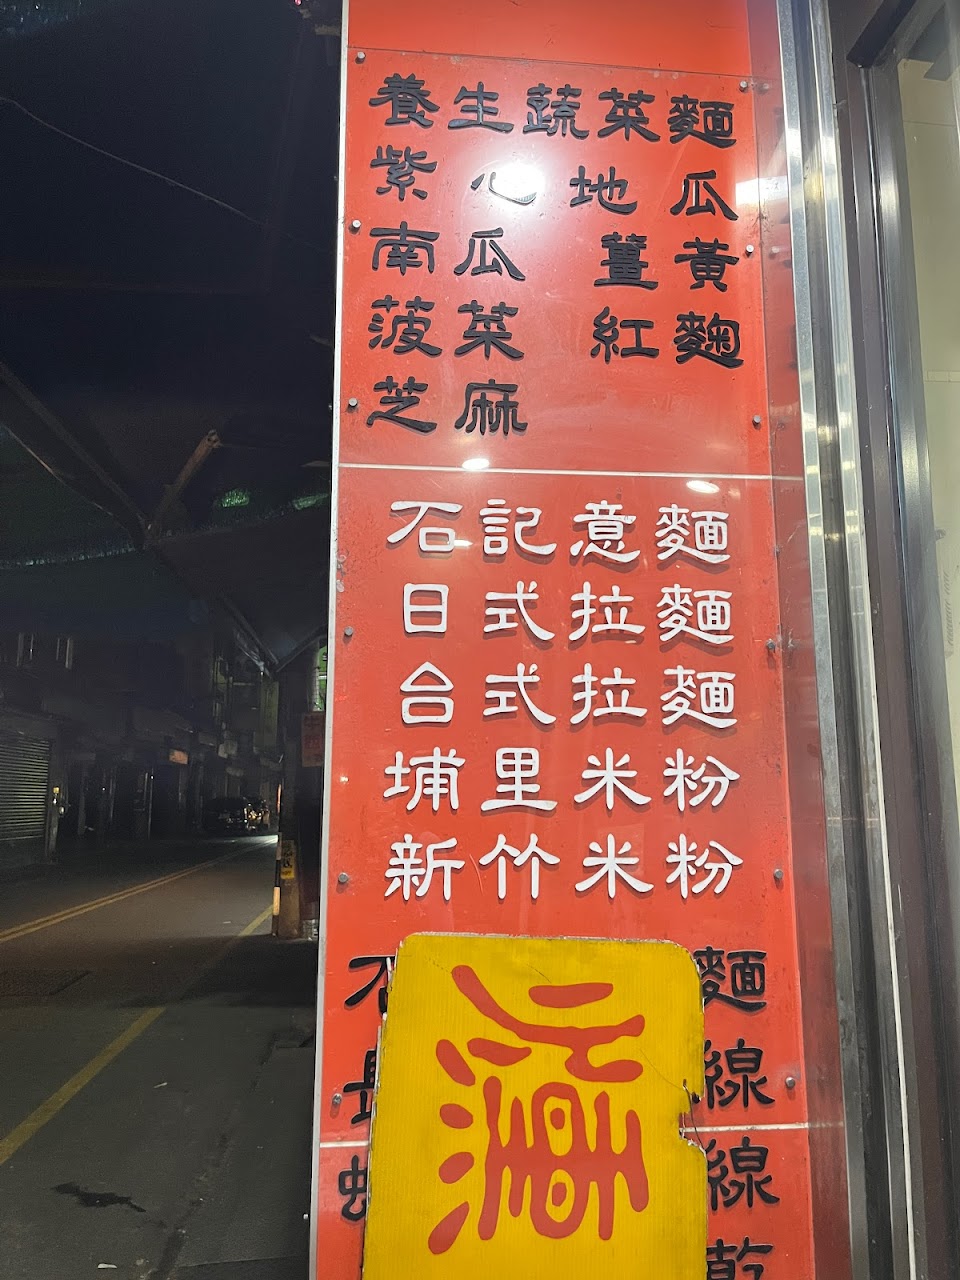 養生蔬菜麵
紫心地瓜
南瓜 薑黃
菠菜 紅麴
芝麻
石記意麵
日式拉麵
台式拉麵
埔里米粉
新竹米粉
麵
線
線
乾